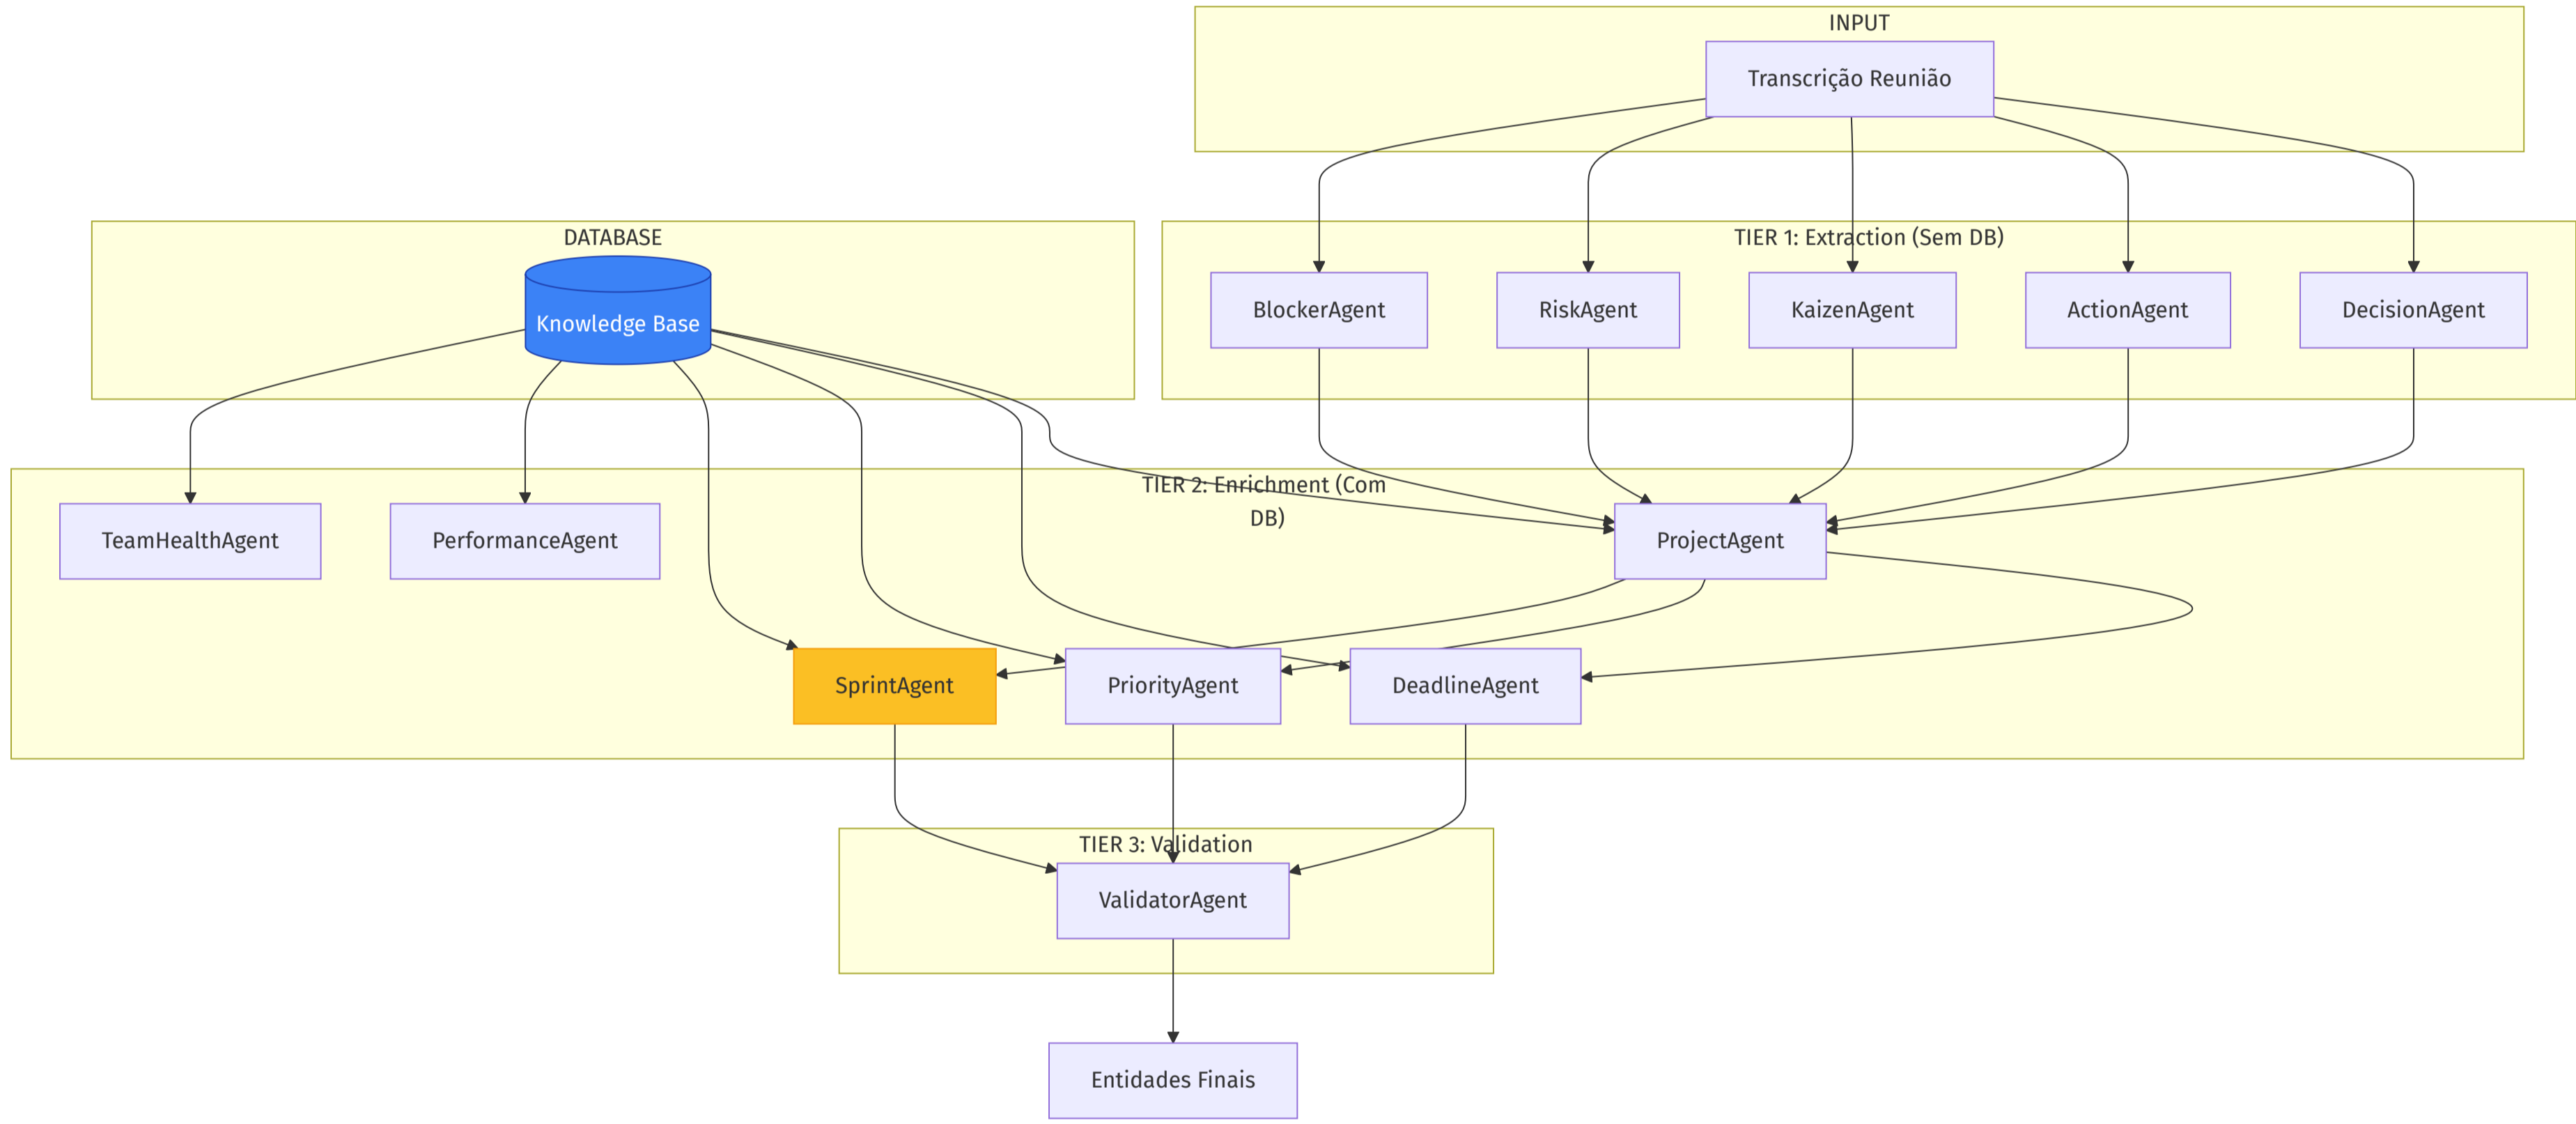 INPUT
Transcrição Reunião
DATABASE
Knowledge Base
TIER 1: Extraction (Sem DB)
BlockerAgent
RiskAgent
KaizenAgent
ActionAgent
DecisionAgent
TIER 2: Enrichment (Com
DB)
TeamHealthAgent
PerformanceAgent
ProjectAgent
SprintAgent
PriorityAgent
DeadlineAgent
TIER 3: Validation
ValidatorAgent
Entidades Finais